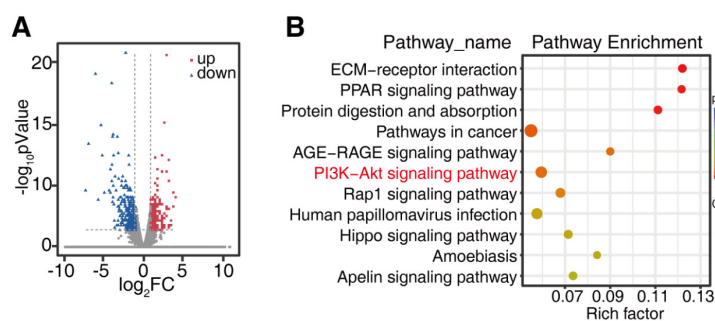 A
B
20
15
10
5
0
-log10pValue
up
down
-10
-5
0
5
10
log2FC
Pathway_name
Pathway Enrichment
ECM−receptor interaction
PPAR signaling pathway
Protein digestion and absorption
Pathways in cancer
AGE−RAGE signaling pathway
PI3K−Akt signaling pathway
Rap1 signaling pathway
Human papillomavirus infection
Hippo signaling pathway
Amoebiasis
Apelin signaling pathway
0.07 0.09 0.11 0.13
Rich factor